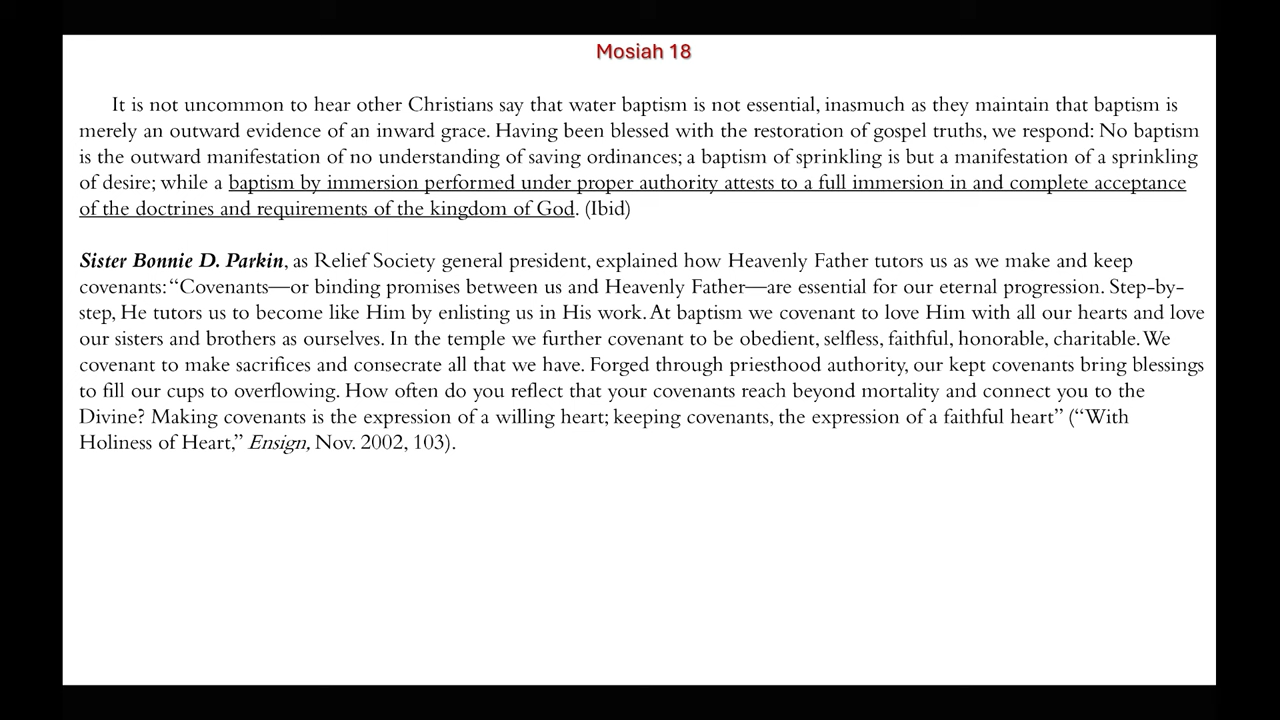 Mosiah 18
It is not uncommon to hear other Christians say that water baptism is not essential, inasmuch as they maintain that baptism is
merely an outward evidence of an inward grace. Having been blessed with the restoration of gospel truths, we respond: No baptism
is the outward manifestation of no understanding of saving ordinances; a baptism of sprinkling is but a manifestation of a sprinkling
of desire; while a baptism by immersion performed under proper authority attests to a full immersion in and complete acceptance
of the doctrines and requirements of the kingdom of God. (Ibid)
Sister Bonnie D. Parkin, as Relief Society general president, explained how Heavenly Father tutors us as we make and keep
covenants: “Covenants—or binding promises between us and Heavenly Father—are essential for our eternal progression. Step-by-
step, He tutors us to become like Him by enlisting us in His work. At baptism we covenant to love Him with all our hearts and love
our sisters and brothers as ourselves. In the temple we further covenant to be obedient, selfless, faithful, honorable, charitable. We
covenant to make sacrifices and consecrate all that we have. Forged through priesthood authority, our kept covenants bring blessings
to fill our cups to overflowing. How often do you reflect that your covenants reach beyond mortality and connect you to the
Divine? Making covenants is the expression of a willing heart; keeping covenants, the expression of a faithful heart” (“With
Holiness of Heart,” Ensign, Nov. 2002, 103).